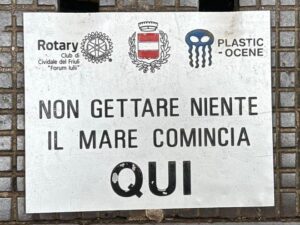 Rotary
Club di
Cividale del Friuli
"Forum Iulii"
PLASTIC
-OCENE
NON GETTARE NIENTE
IL MARE COMINCIA
QUI